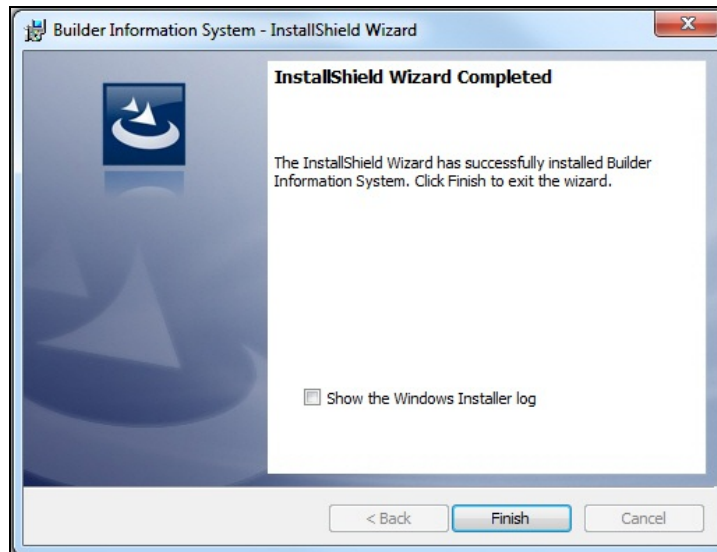 Builder Information System - InstallShield Wizard
InstallShield Wizard Completed
The InstallShield Wizard has successfully installed Builder
Information System. Click Finish to exit the wizard.
Show the Windows Installer log
< Back
Finish
Cancel